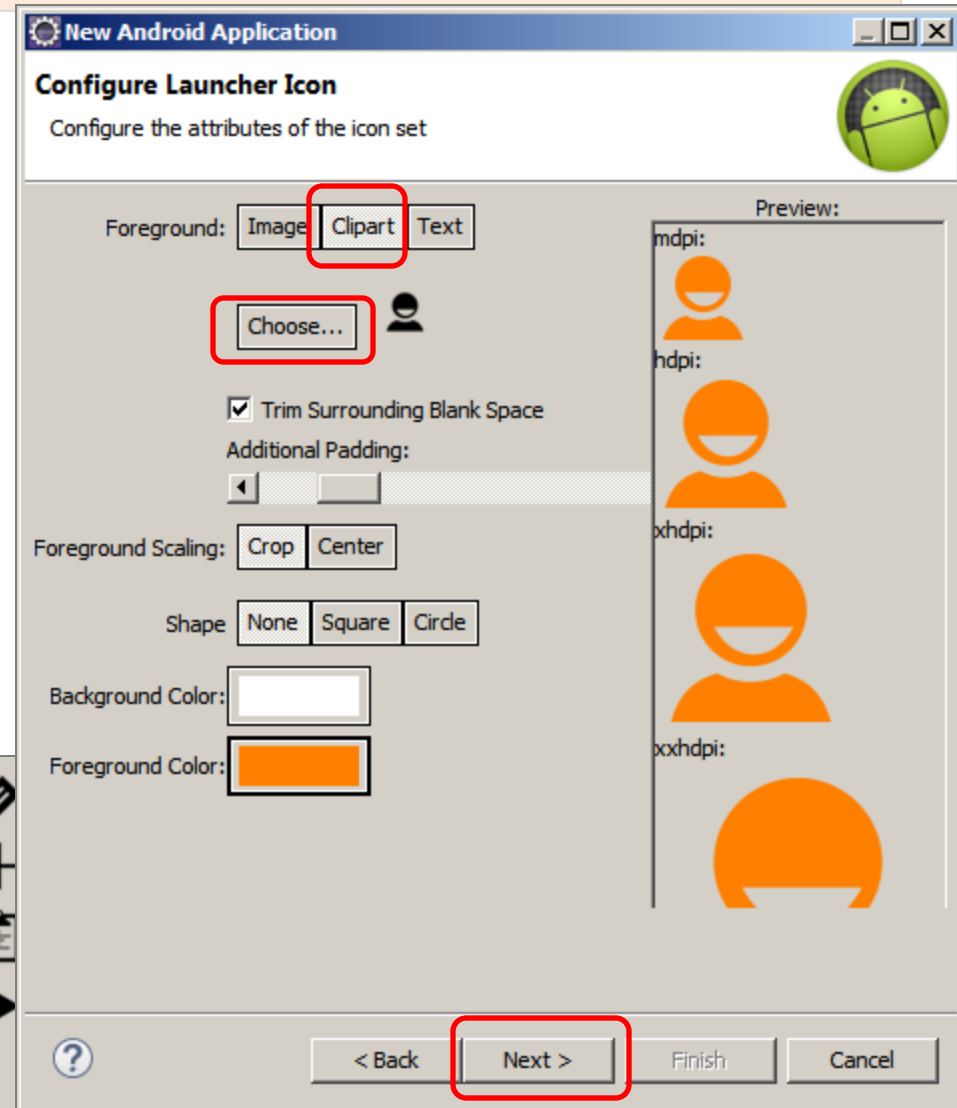 New Android Application
Configure Launcher Icon
Configure the attributes of the icon set
Foreground: Image Clipart Text
Choose...
Trim Surrounding Blank Space
Additional Padding:
Foreground Scaling: Crop Center
Shape None Square Circle
Background Color:
Foreground Color:
Preview:
mdpi:
hdpi:
xhdpi:
xxhdpi:
? < Back Next > Finish Cancel